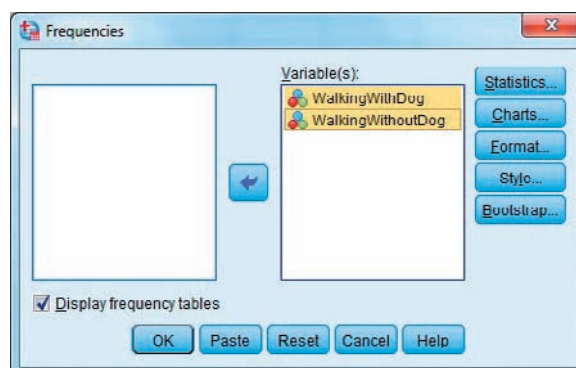 Frequencies
Variable(s):
WalkingWithDog
WalkingWithoutDog
Statistics...
Charts...
Format...
Style...
Bootstrap...
Display frequency tables
OK Paste Reset Cancel Help